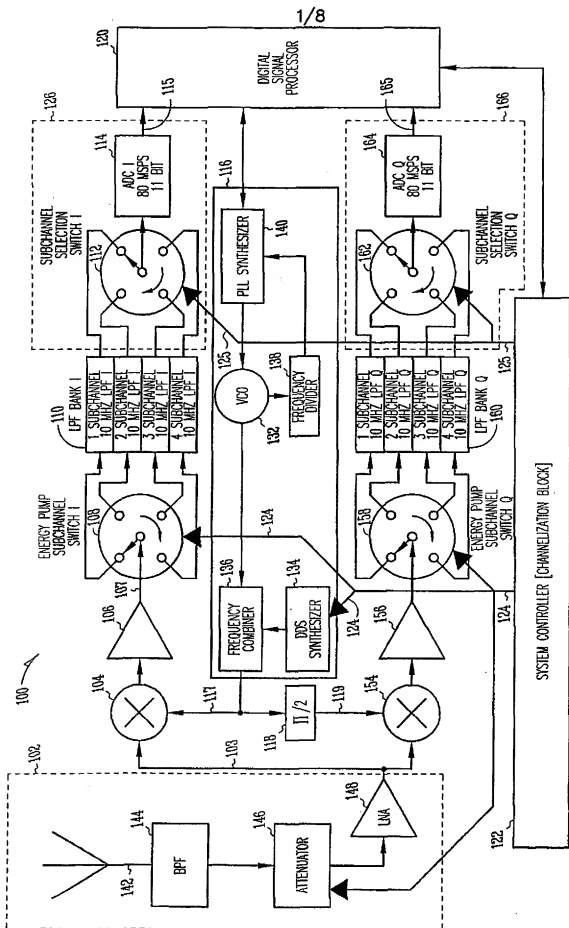 1/8
100
102
142
144
BPF
146
ATTENUATOR
148
LNA
103
104
106
107
117
118
Π/2
119
154
156
ENERGY PUMP
SUBCHANNEL
SWITCH I
108
110
LPF BANK I
1 SUBCHANNEL
10 MHZ LPF I
2 SUBCHANNEL
10 MHZ LPF I
3 SUBCHANNEL
10 MHZ LPF I
4 SUBCHANNEL
10 MHZ LPF I
SUBCHANNEL
SELECTION
SWITCH I
112
126
114
ADC I
80 MSPS
11 BIT
115
120
DIGITAL
SIGNAL
PROCESSOR
116
136
FREQUENCY
COMBINER
134
DDS SYNTHESIZER
124
124
VCO
132
125
PLL SYNTHESIZER
140
FREQUENCY
DIVIDER
138
ENERGY PUMP
SUBCHANNEL
SWITCH Q
158
LPF BANK Q
160
1 SUBCHANNEL
10 MHZ LPF Q
2 SUBCHANNEL
10 MHZ LPF Q
3 SUBCHANNEL
10 MHZ LPF Q
4 SUBCHANNEL
10 MHZ LPF Q
162
SUBCHANNEL
SELECTION
SWITCH Q
164
ADC Q
80 MSPS
11 BIT
165
166
124
125
122
SYSTEM CONTROLLER [CHANNELIZATION BLOCK]